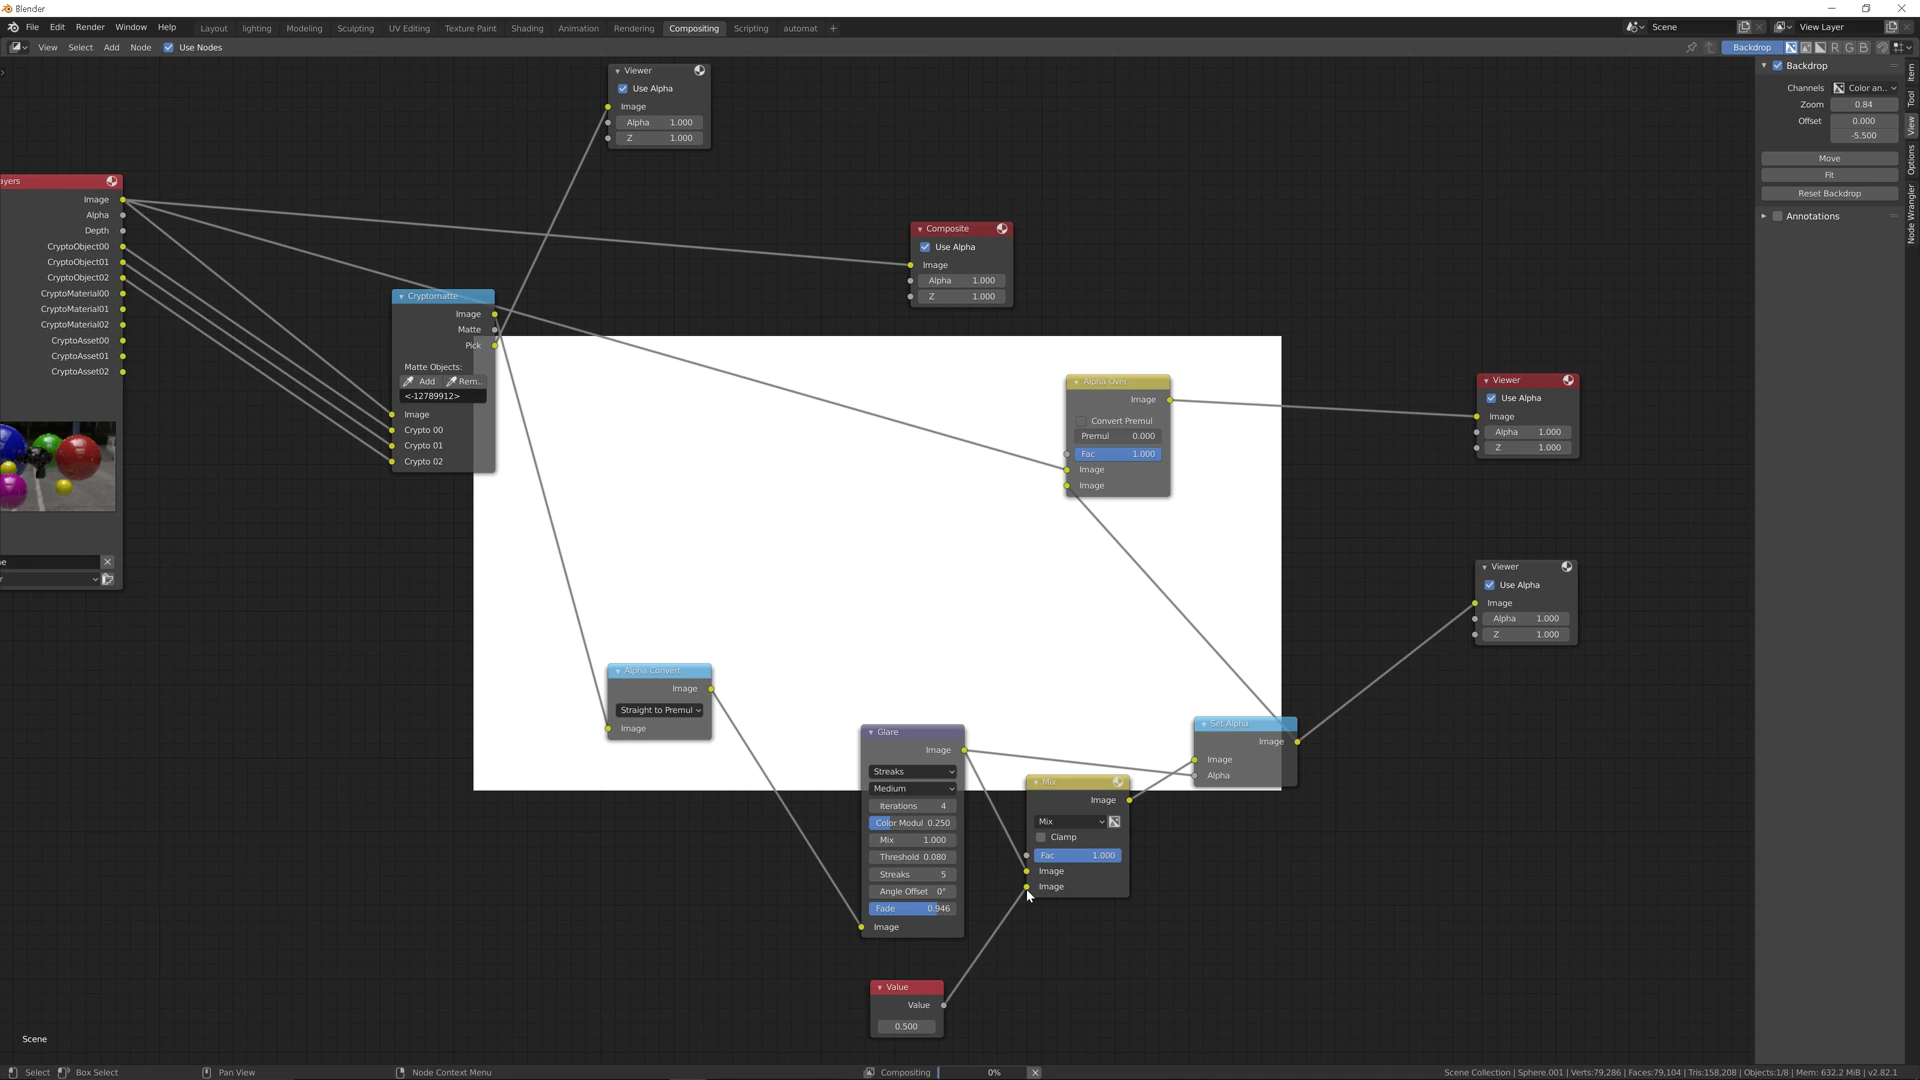 Blender
File Edit Render Window Help Layout lighting Modeling Sculpting UV Editing Texture Paint Shading Animation Rendering Compositing Scripting automat + Scene View Layer
View Select Add Node Use Nodes Backdrop R G B
Viewer
Use Alpha
Image
Alpha 1.000
Z 1.000
ayers
Image
Alpha
Depth
CryptoObject00
CryptoObject01
CryptoObject02
CryptoMaterial00
CryptoMaterial01
CryptoMaterial02
CryptoAsset00
CryptoAsset01
CryptoAsset02
e
r
Cryptomatte
Image
Matte
Pick
Matte Objects:
Add Rem..
<-12789912>
Image
Crypto 00
Crypto 01
Crypto 02
Composite
Use Alpha
Image
Alpha 1.000
Z 1.000
Alpha Over
Image
Convert Premul
Premul 0.000
Fac 1.000
Image
Image
Viewer
Use Alpha
Image
Alpha 1.000
Z 1.000
Viewer
Use Alpha
Image
Alpha 1.000
Z 1.000
Alpha Convert
Image
Straight to Premul
Image
Glare
Image
Streaks
Medium
Iterations 4
Color Modul 0.250
Mix 1.000
Threshold 0.080
Streaks 5
Angle Offset 0°
Fade 0.946
Image
Mix
Image
Mix
Clamp
Fac 1.000
Image
Image
Set Alpha
Image
Image
Alpha
Value
Value
0.500
Backdrop
Channels Color an..
Zoom 0.84
Offset 0.000
-5.500
Move
Fit
Reset Backdrop
Annotations
Item
Tool
View
Options
Node Wrangler
Scene
Select Box Select Pan View Node Context Menu Compositing 0% Scene Collection | Sphere.001 | Verts:79,286 | Faces:79,104 | Tris:158,208 | Objects:1/8 | Mem: 632.2 MiB | v2.82.1